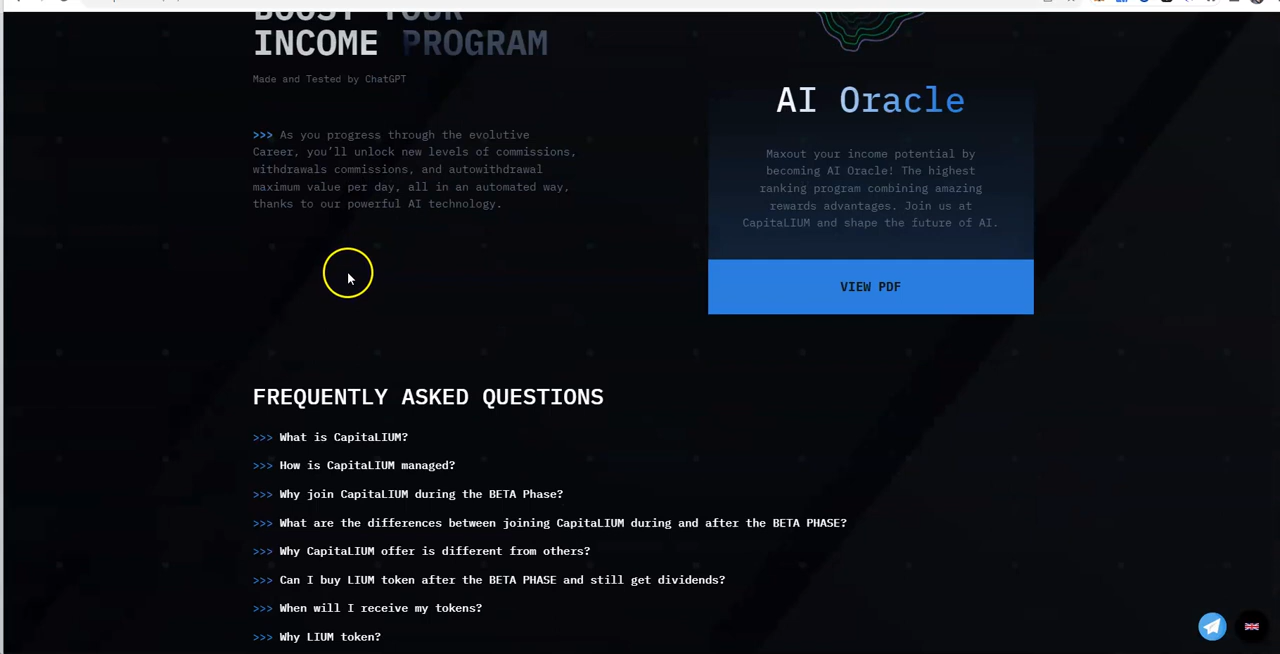 BOOST YOUR
INCOME PROGRAM
Made and Tested by ChatGPT
>>> As you progress through the evolutive
Career, you’ll unlock new levels of commissions,
withdrawals commissions, and autowithdrawal
maximum value per day, all in an automated way,
thanks to our powerful AI technology.
AI Oracle
Maxout your income potential by
becoming AI Oracle! The highest
ranking program combining amazing
rewards advantages. Join us at
CapitaLIUM and shape the future of AI.
VIEW PDF
FREQUENTLY ASKED QUESTIONS
>>> What is CapitaLIUM?
>>> How is CapitaLIUM managed?
>>> Why join CapitaLIUM during the BETA Phase?
>>> What are the differences between joining CapitaLIUM during and after the BETA PHASE?
>>> Why CapitaLIUM offer is different from others?
>>> Can I buy LIUM token after the BETA PHASE and still get dividends?
>>> When will I receive my tokens?
>>> Why LIUM token?